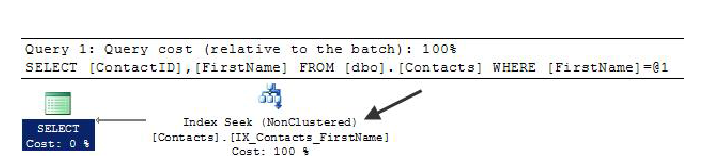 Query 1: Query cost (relative to the batch): 100%
SELECT [ContactID],[FirstName] FROM [dbo].[Contacts] WHERE [FirstName]=@1
SELECT
Cost: 0 %
Index Seek (NonClustered)
[Contacts].[IX_Contacts_FirstName]
Cost: 100 %